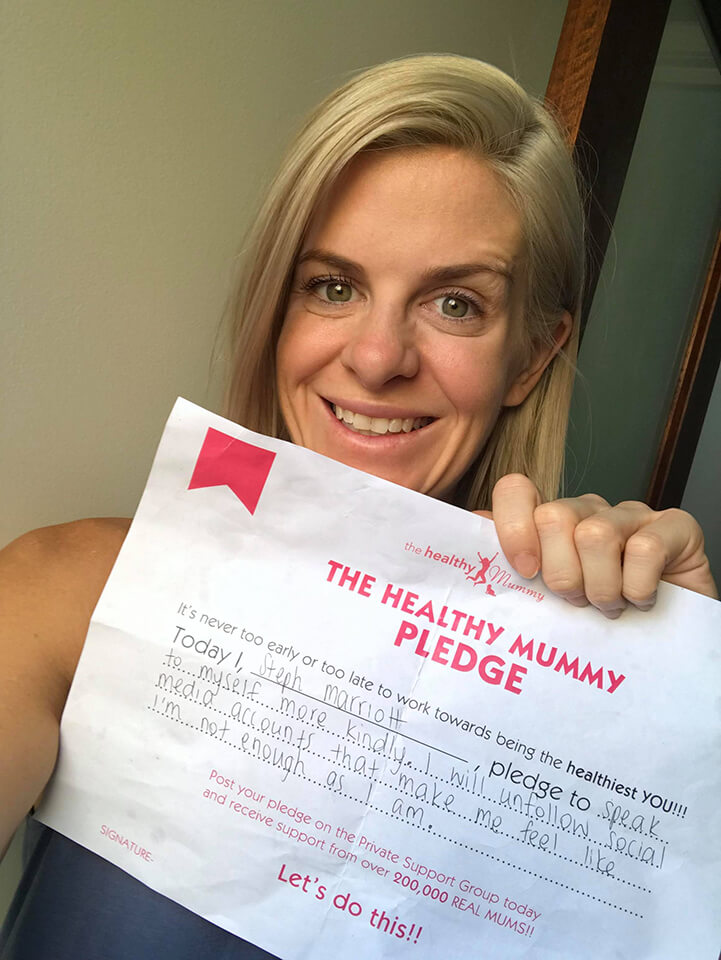 the healthy Mummy
THE HEALTHY MUMMY
PLEDGE
It's never too early or too late to work towards being the healthiest YOU!!!
Today I, Steph Marriott, pledge to speak
to myself more kindly. I will unfollow social
media accounts that make me feel like
I'm not enough as I am.
Post your pledge on the Private Support Group today
and receive support from over 200,000 REAL MUMS!!
SIGNATURE-
Let's do this!!